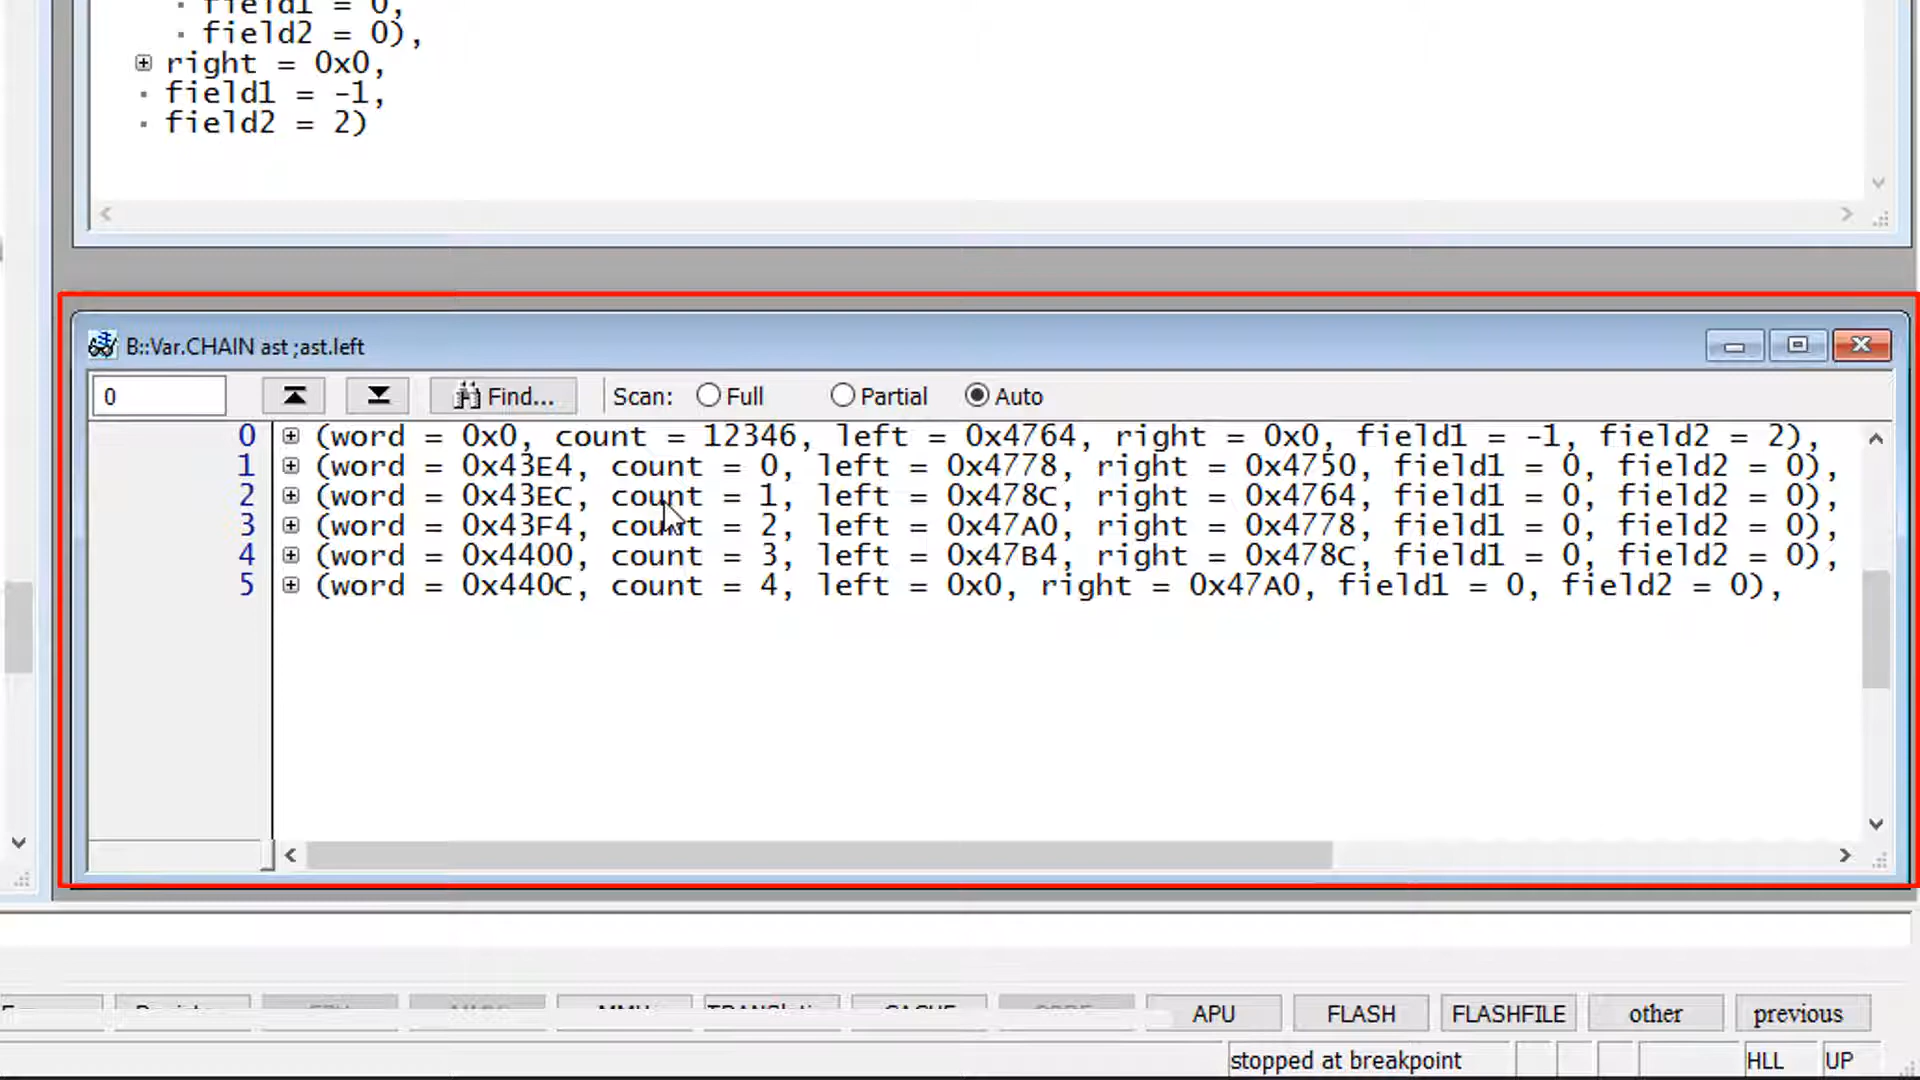 field1 = 0,
field2 = 0),
right = 0x0,
field1 = -1,
field2 = 2)
B::Var.CHAIN ast ;ast.left
0 Find... Scan: Full Partial Auto
0 (word = 0x0, count = 12346, left = 0x4764, right = 0x0, field1 = -1, field2 = 2),
1 (word = 0x43E4, count = 0, left = 0x4778, right = 0x4750, field1 = 0, field2 = 0),
2 (word = 0x43EC, count = 1, left = 0x478C, right = 0x4764, field1 = 0, field2 = 0),
3 (word = 0x43F4, count = 2, left = 0x47A0, right = 0x4778, field1 = 0, field2 = 0),
4 (word = 0x4400, count = 3, left = 0x47B4, right = 0x478C, field1 = 0, field2 = 0),
5 (word = 0x440C, count = 4, left = 0x0, right = 0x47A0, field1 = 0, field2 = 0),
MMU TRANSlation CACHE APU FLASH FLASHFILE other previous
stopped at breakpoint HLL UP